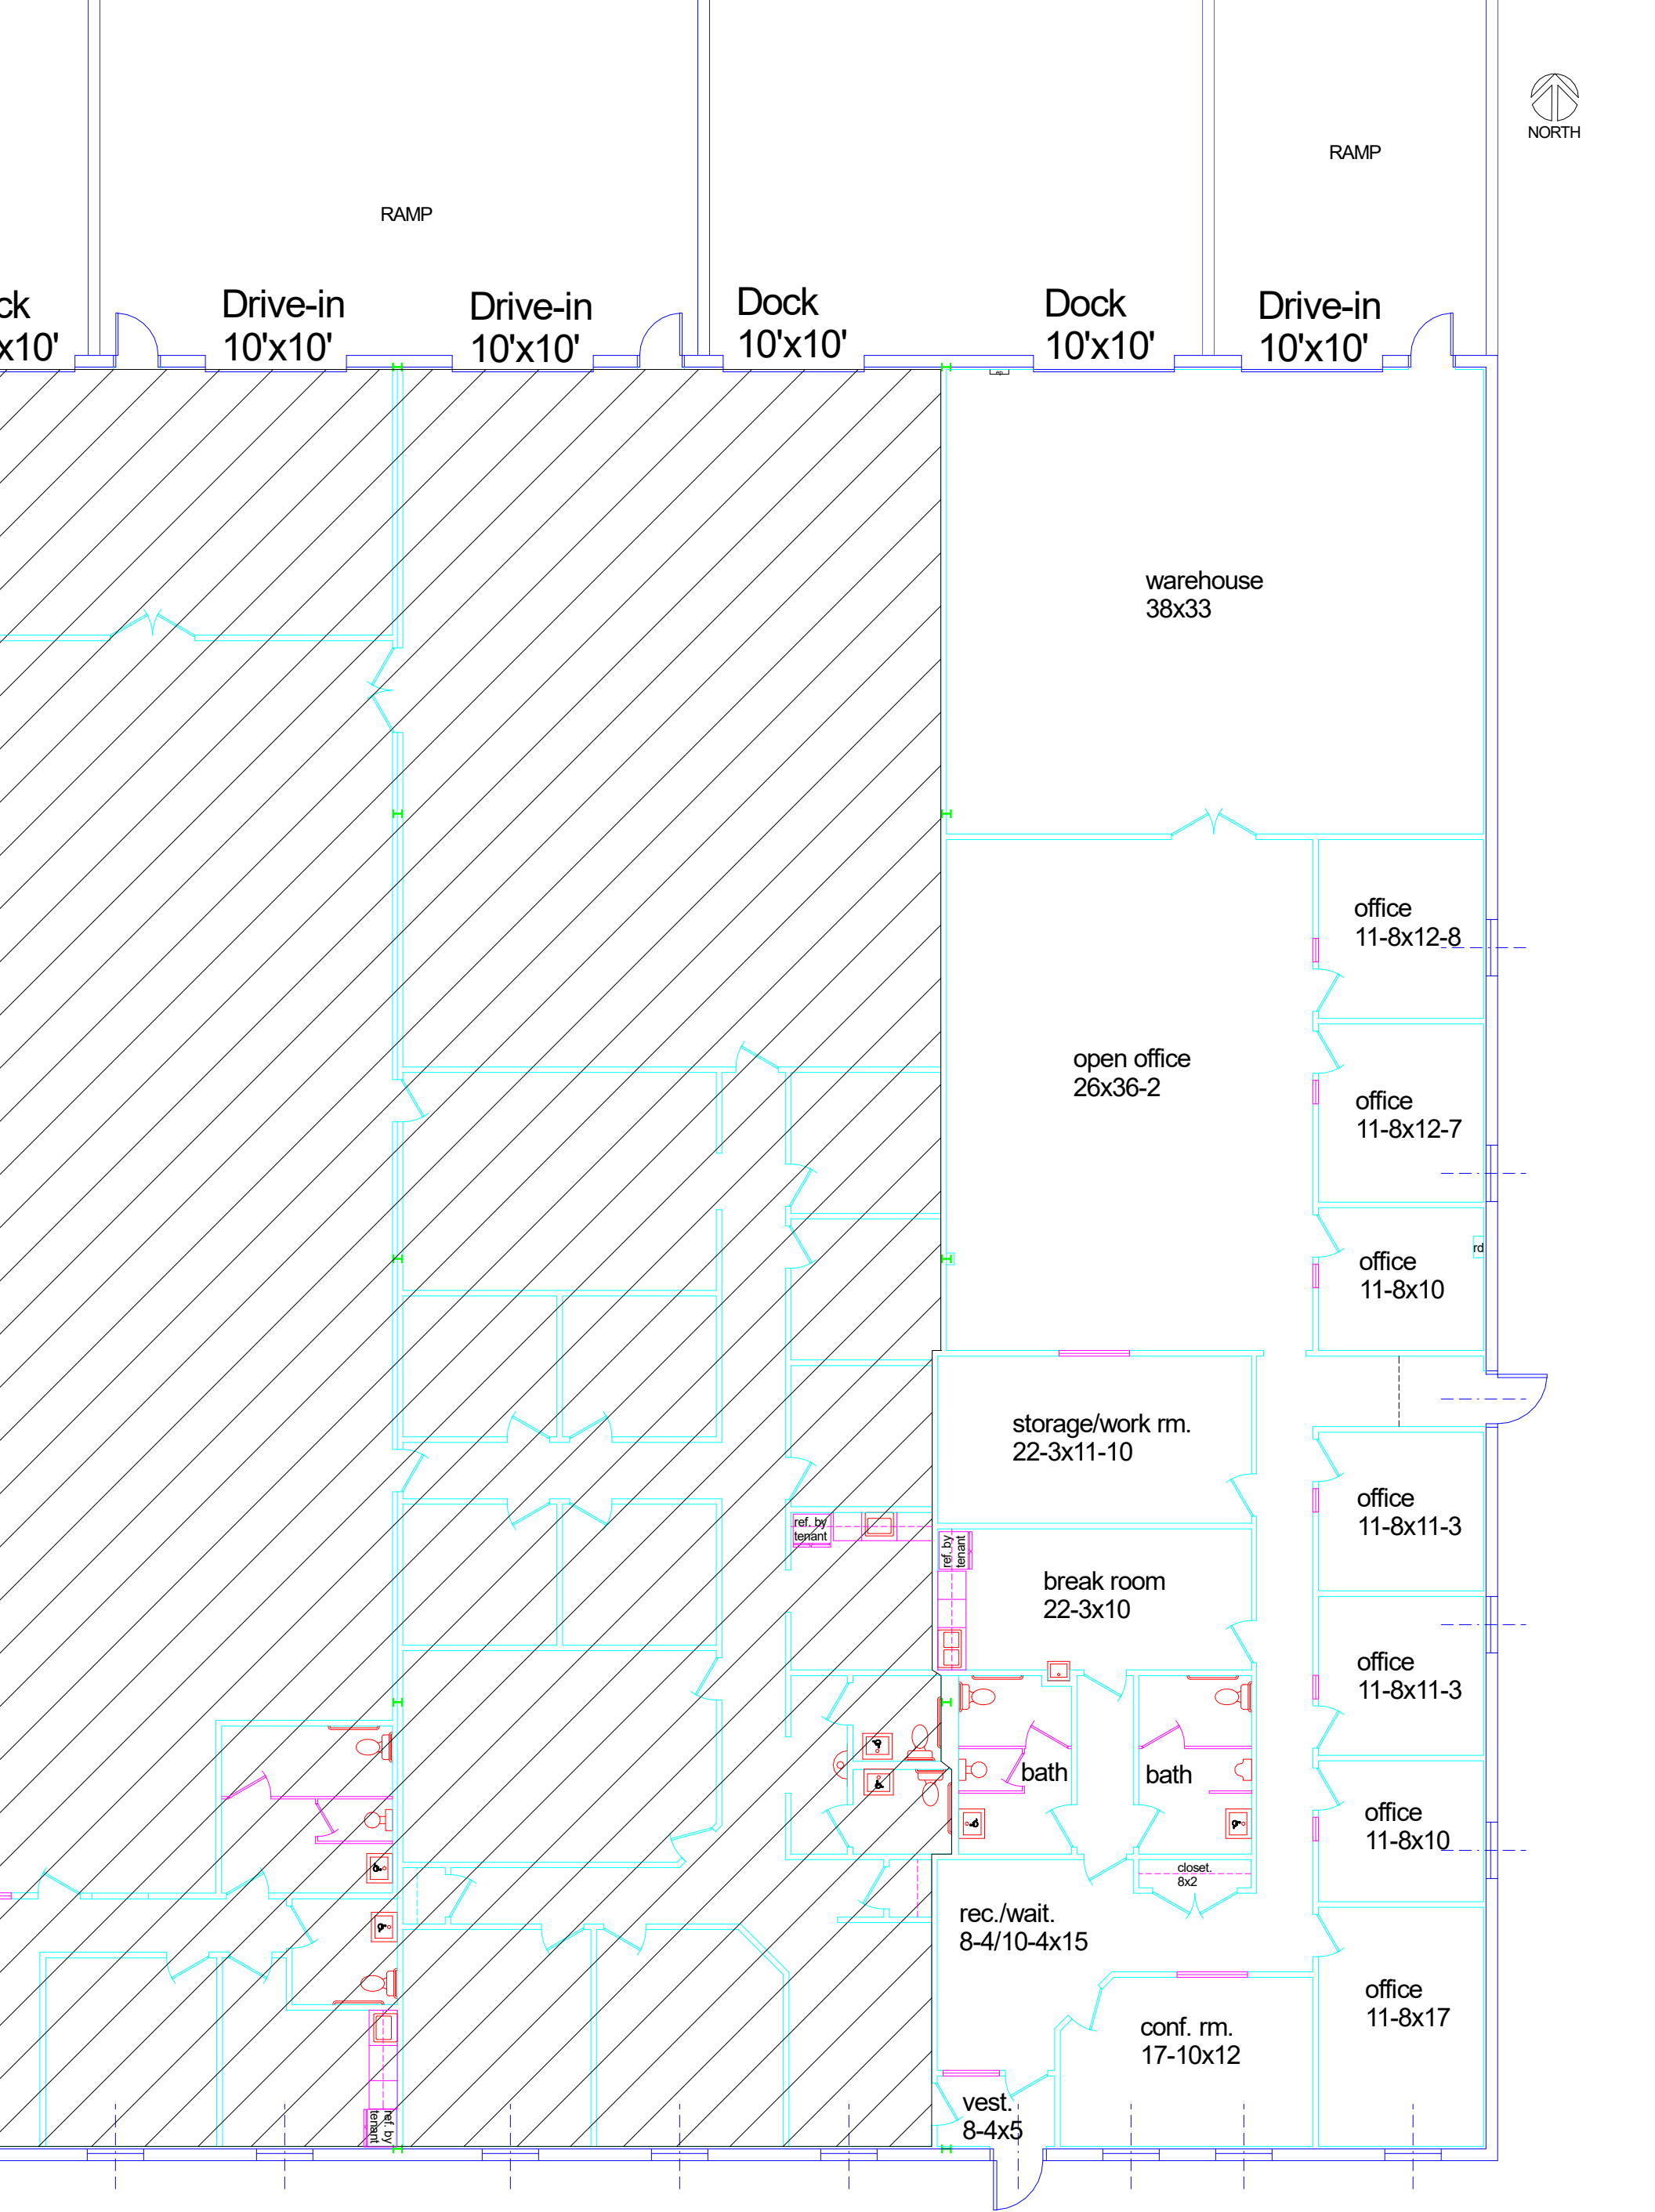 NORTH
RAMP
RAMP
ck
x10'
Drive-in
10'x10'
Drive-in
10'x10'
Dock
10'x10'
Dock
10'x10'
Drive-in
10'x10'
warehouse
38x33
office
11-8x12-8
open office
26x36-2
office
11-8x12-7
office
11-8x10
rd
storage/work rm.
22-3x11-10
office
11-8x11-3
ref. by
tenant
ref. by
tenant
break room
22-3x10
office
11-8x11-3
bath
bath
office
11-8x10
closet.
8x2
rec./wait.
8-4/10-4x15
office
11-8x17
conf. rm.
17-10x12
vest.
8-4x5
ref. by
tenant